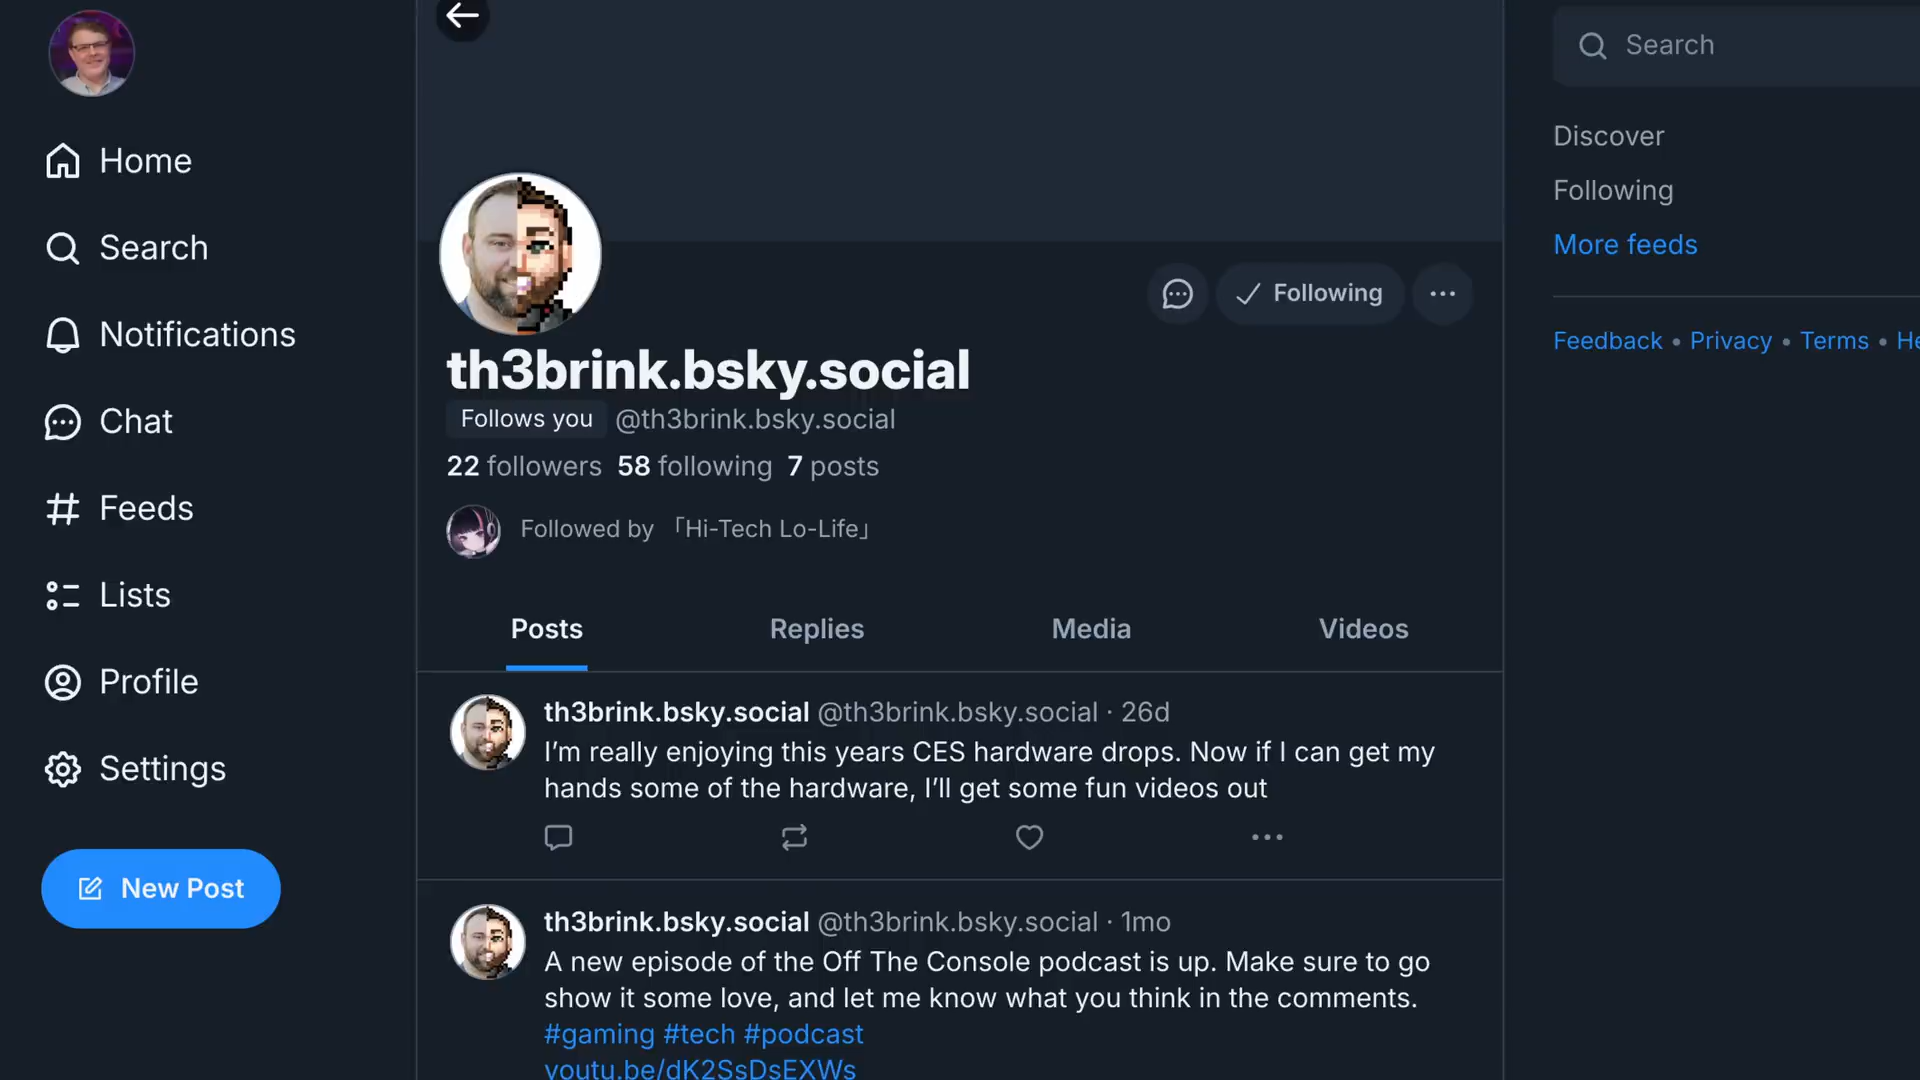 Home
Search
Notifications
Chat
Feeds
Lists
Profile
Settings
New Post
Following
th3brink.bsky.social
Follows you @th3brink.bsky.social
22 followers 58 following 7 posts
Followed by 「Hi-Tech Lo-Life」
Posts Replies Media Videos
th3brink.bsky.social @th3brink.bsky.social · 26d
I’m really enjoying this years CES hardware drops. Now if I can get my
hands some of the hardware, I’ll get some fun videos out
th3brink.bsky.social @th3brink.bsky.social · 1mo
A new episode of the Off The Console podcast is up. Make sure to go
show it some love, and let me know what you think in the comments.
#gaming #tech #podcast
youtu.be/dK2SsDsEXWs
Search
Discover
Following
More feeds
Feedback • Privacy • Terms •